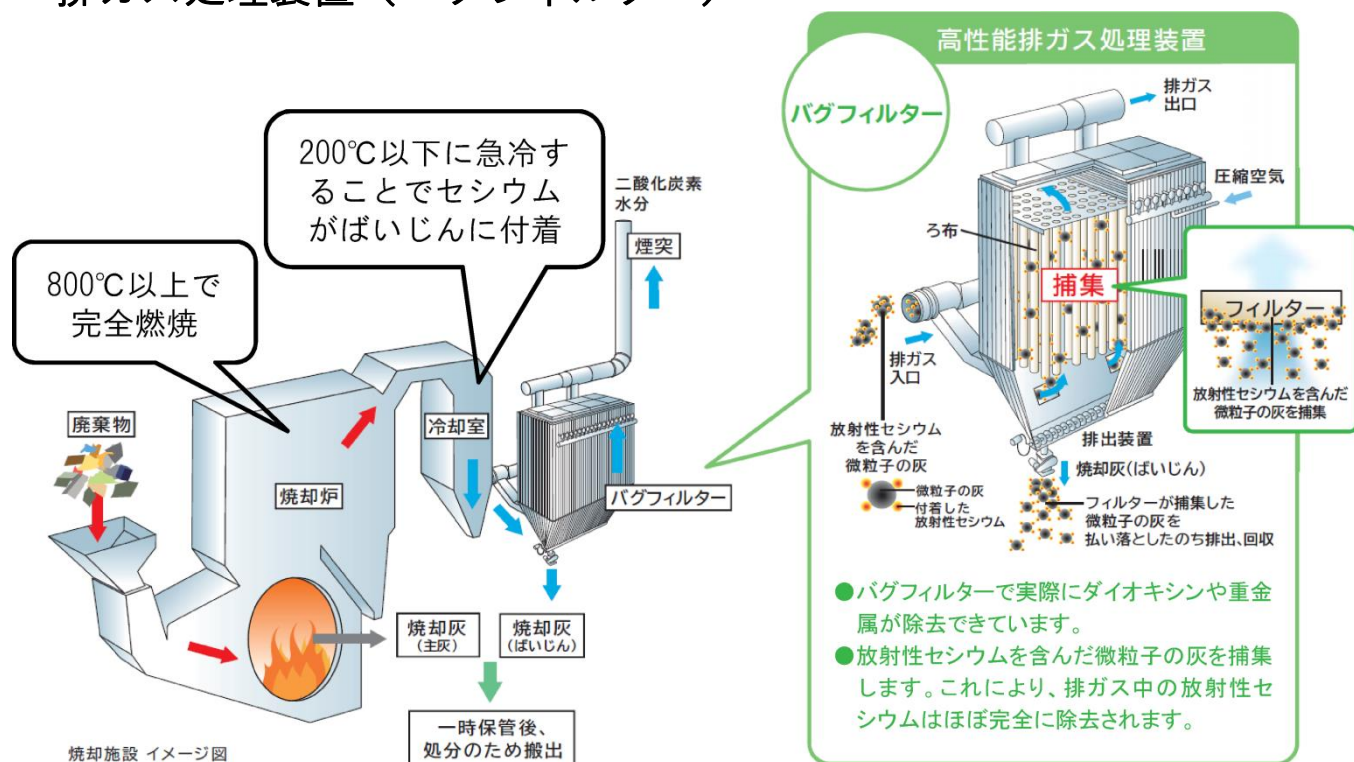 高性能排ガス処理装置
バグフィルター
排ガス
出口
圧縮空気
ろ布
捕集
フィルター
放射性セシウムを含んだ
微粒子の灰を捕集
排ガス
入口
放射性セシウム
を含んだ
微粒子の灰
微粒子の灰
付着した
放射性セシウム
排出装置
焼却灰(ばいじん)
フィルターが捕集した
微粒子の灰を
払い落としたのち排出、回収
●バグフィルターで実際にダイオキシンや重金
属が除去できています。
●放射性セシウムを含んだ微粒子の灰を捕集
します。これにより、排ガス中の放射性セ
シウムはほぼ完全に除去されます。
200℃以下に急冷す
ることでセシウム
がばいじんに付着
800℃以上で
完全燃焼
二酸化炭素
水分
煙突
廃棄物
焼却炉
冷却室
バグフィルター
焼却灰
(主灰)
焼却灰
(ばいじん)
一時保管後、
処分のため搬出
焼却施設 イメージ図